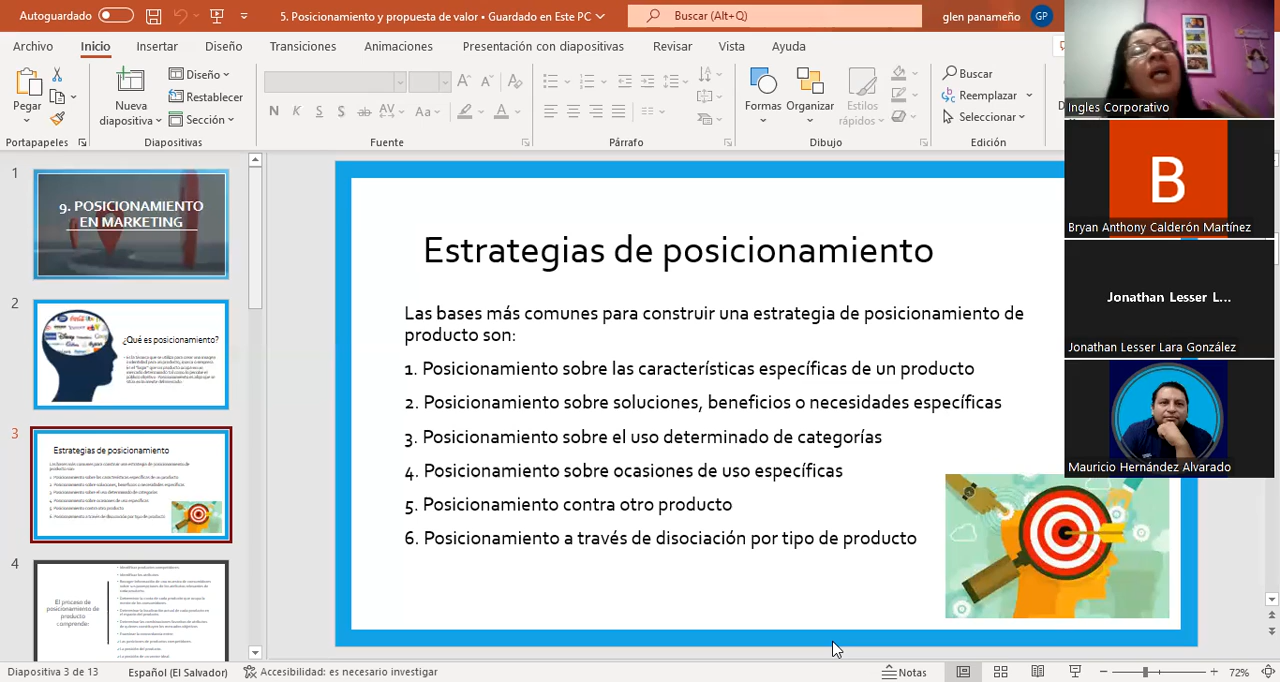 Autoguardado
5. Posicionamiento y propuesta de valor • Guardado en Este PC
Buscar (Alt+Q)
glen panameño
GP
Archivo Inicio Insertar Diseño Transiciones Animaciones Presentación con diapositivas Revisar Vista Ayuda
Pegar
Nueva diapositiva
Diseño
Restablecer
Sección
Formas
Organizar
Estilos rápidos
Buscar
Reemplazar
Seleccionar
Portapapeles
Diapositivas
Fuente
Párrafo
Dibujo
Edición
1
9. POSICIONAMIENTO
EN MARKETING
2
¿Qué es posicionamiento?
3
Estrategias de posicionamiento
4
El proceso de
posicionamiento de
producto
comprende:
Estrategias de posicionamiento
Las bases más comunes para construir una estrategia de posicionamiento de
producto son:
1. Posicionamiento sobre las características específicas de un producto
2. Posicionamiento sobre soluciones, beneficios o necesidades específicas
3. Posicionamiento sobre el uso determinado de categorías
4. Posicionamiento sobre ocasiones de uso específicas
5. Posicionamiento contra otro producto
6. Posicionamiento a través de disociación por tipo de producto
Ingles Corporativo
B
Bryan Anthony Calderón Martínez
Jonathan Lesser L...
Jonathan Lesser Lara González
Mauricio Hernández Alvarado
Diapositiva 3 de 13
Español (El Salvador)
Accesibilidad: es necesario investigar
Notas
72%